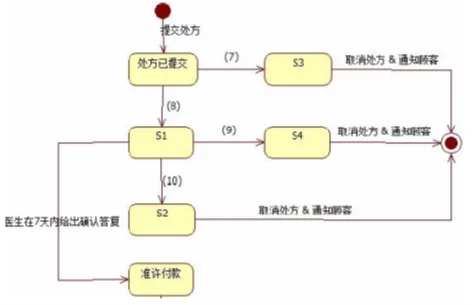 提交处方
处方已提交
(7)
S3
取消处方 & 通知顾客
(8)
S1
(9)
S4
取消处方 & 通知顾客
(10)
S2
取消处方 & 通知顾客
医生在7天内给出确认答复
准许付款